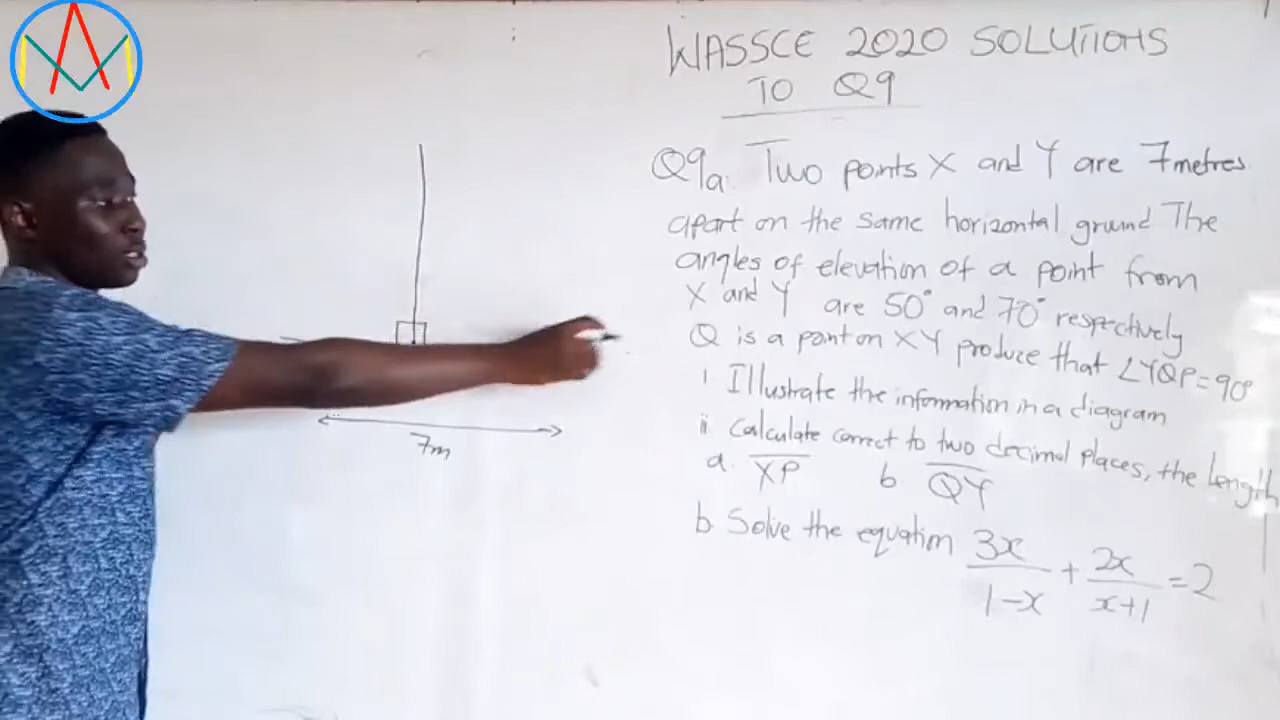 WASSCE 2020 SOLUTIONS
TO Q9
Q9a. Two points X and Y are 7metres
apart on the same horizontal grund The
angles of elevation of a point from
X and Y are 50° and 70° respectively
Q is a point on XY produce that ∠YQP=90°
i Illustrate the information in a diagram
ii Calculate correct to two decimal places, the length
a. XP b QY
b Solve the equation 3x/(1-x) + 2x/(x+1) = 2
7m